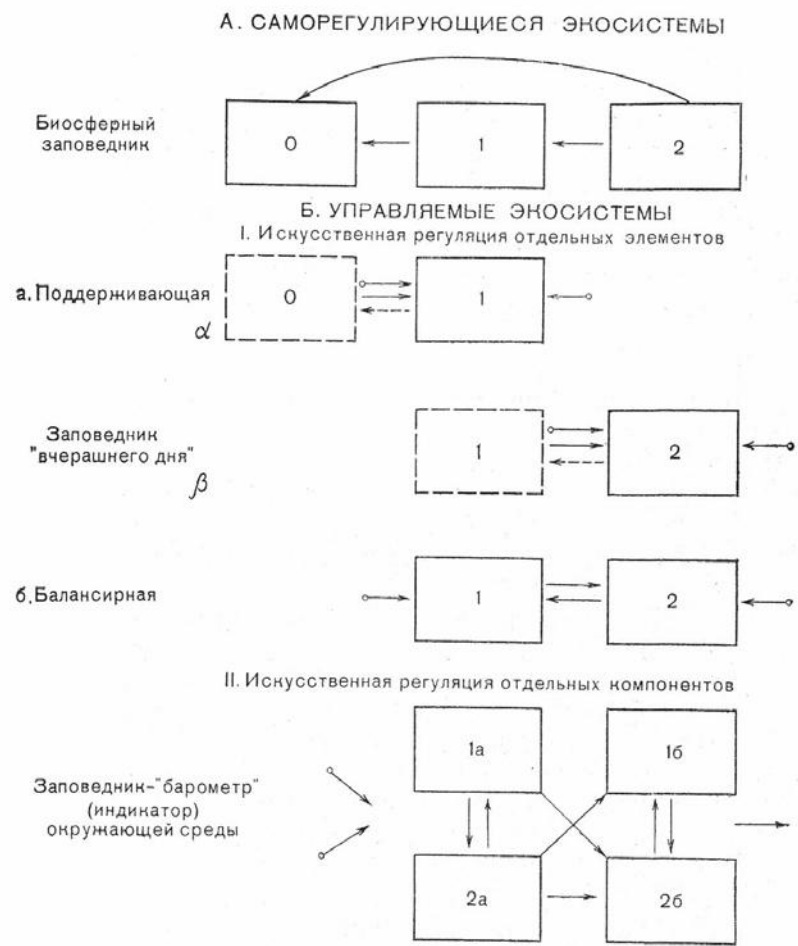 А. САМОРЕГУЛИРУЮЩИЕСЯ ЭКОСИСТЕМЫ
Биосферный
заповедник
0
1
2
Б. УПРАВЛЯЕМЫЕ ЭКОСИСТЕМЫ
I. Искусственная регуляция отдельных элементов
а. Поддерживающая
α
0
1
Заповедник
"вчерашнего дня"
β
1
2
б. Балансирная
1
2
II. Искусственная регуляция отдельных компонентов
1а
1б
Заповедник-"барометр"
(индикатор)
окружающей среды
2а
2б